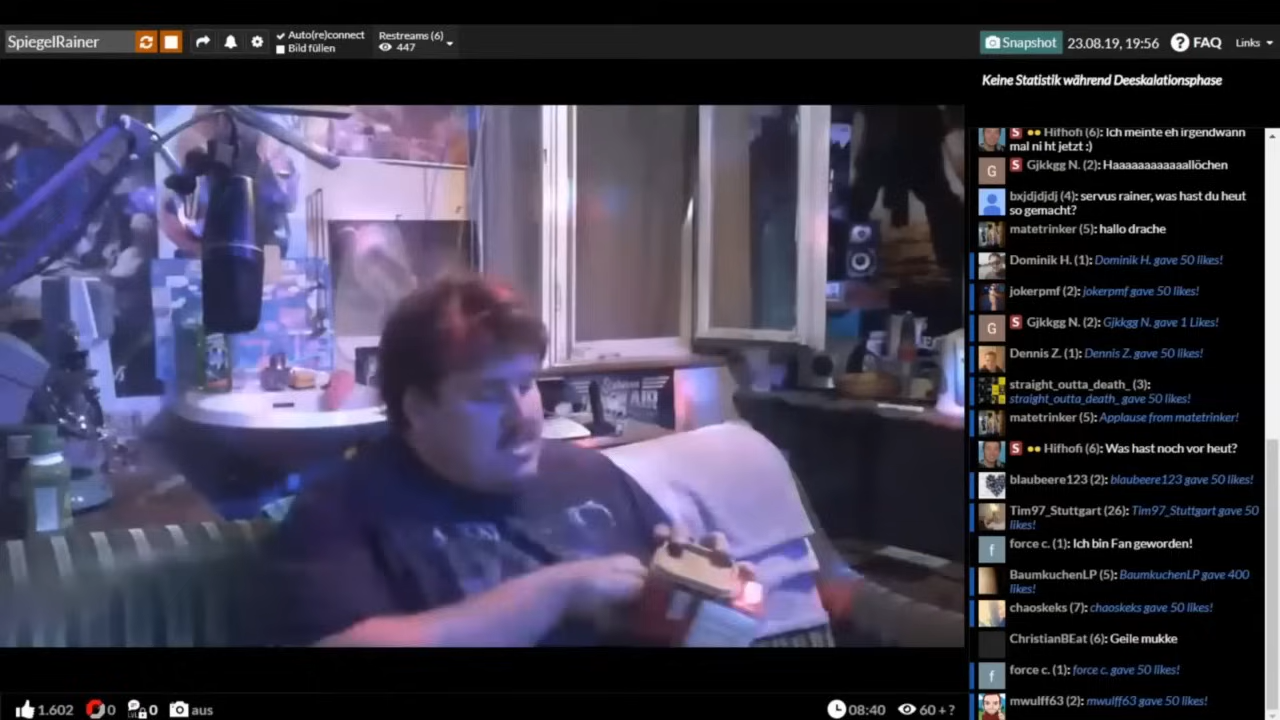 SpiegelRainer
Auto(re)connect
Bild füllen
Restreams (6)
447
Snapshot
23.08.19, 19:56
? FAQ
Links
Keine Statistik während Deeskalationsphase
S Hifhofi (6): Ich meinte eh irgendwann
mal ni ht jetzt :)
G
S Gjkkgg N. (2): Haaaaaaaaaaaallöchen
bxjdjdjdj (4): servus rainer, was hast du heut
so gemacht?
matetrinker (5): hallo drache
Dominik H. (1): Dominik H. gave 50 likes!
jokerpmf (2): jokerpmf gave 50 likes!
G
S Gjkkgg N. (2): Gjkkgg N. gave 1 Likes!
Dennis Z. (1): Dennis Z. gave 50 likes!
straight_outta_death_ (3):
straight_outta_death_ gave 50 likes!
matetrinker (5): Applause from matetrinker!
S Hifhofi (6): Was hast noch vor heut?
blaubeere123 (2): blaubeere123 gave 50 likes!
Tim97_Stuttgart (26): Tim97_Stuttgart gave 50
likes!
f
force c. (1): Ich bin Fan geworden!
BaumkuchenLP (5): BaumkuchenLP gave 400
likes!
chaoskeks (7): chaoskeks gave 50 likes!
ChristianBEat (6): Geile mukke
f
force c. (1): force c. gave 50 likes!
mwulff63 (2): mwulff63 gave 50 likes!
1.602
0
0
aus
08:40
60 + ?